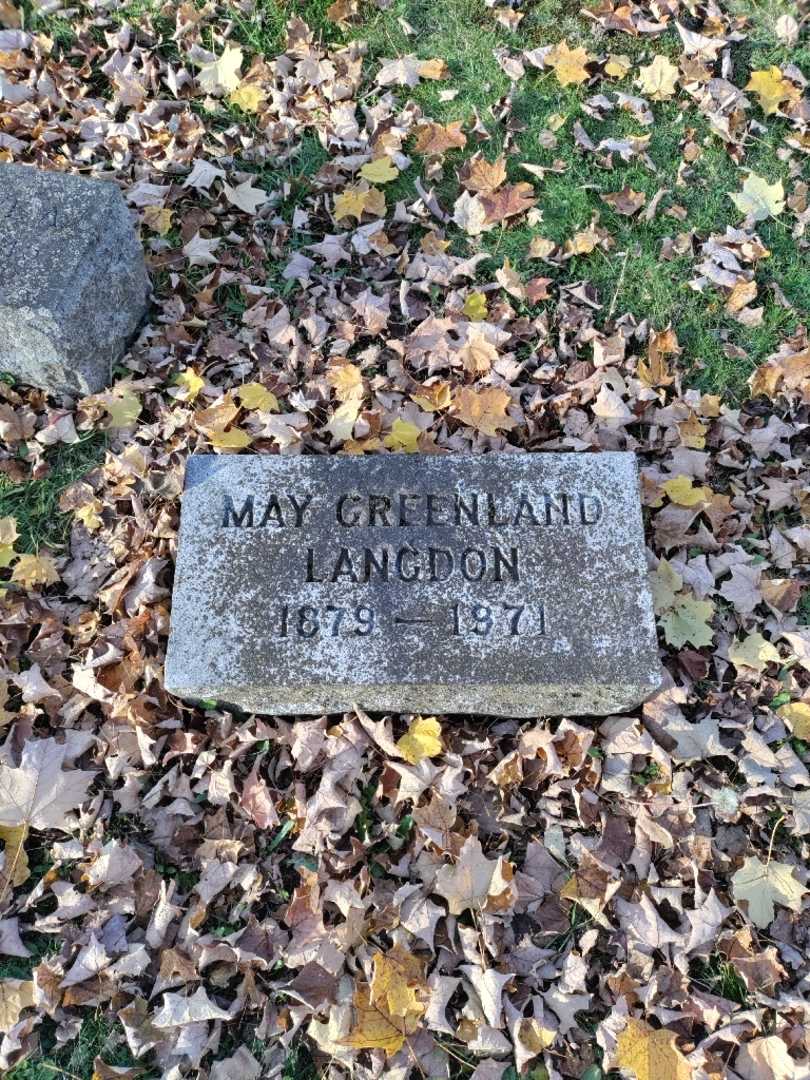 MAY GREENLAND
LANGDON
1879 — 1971